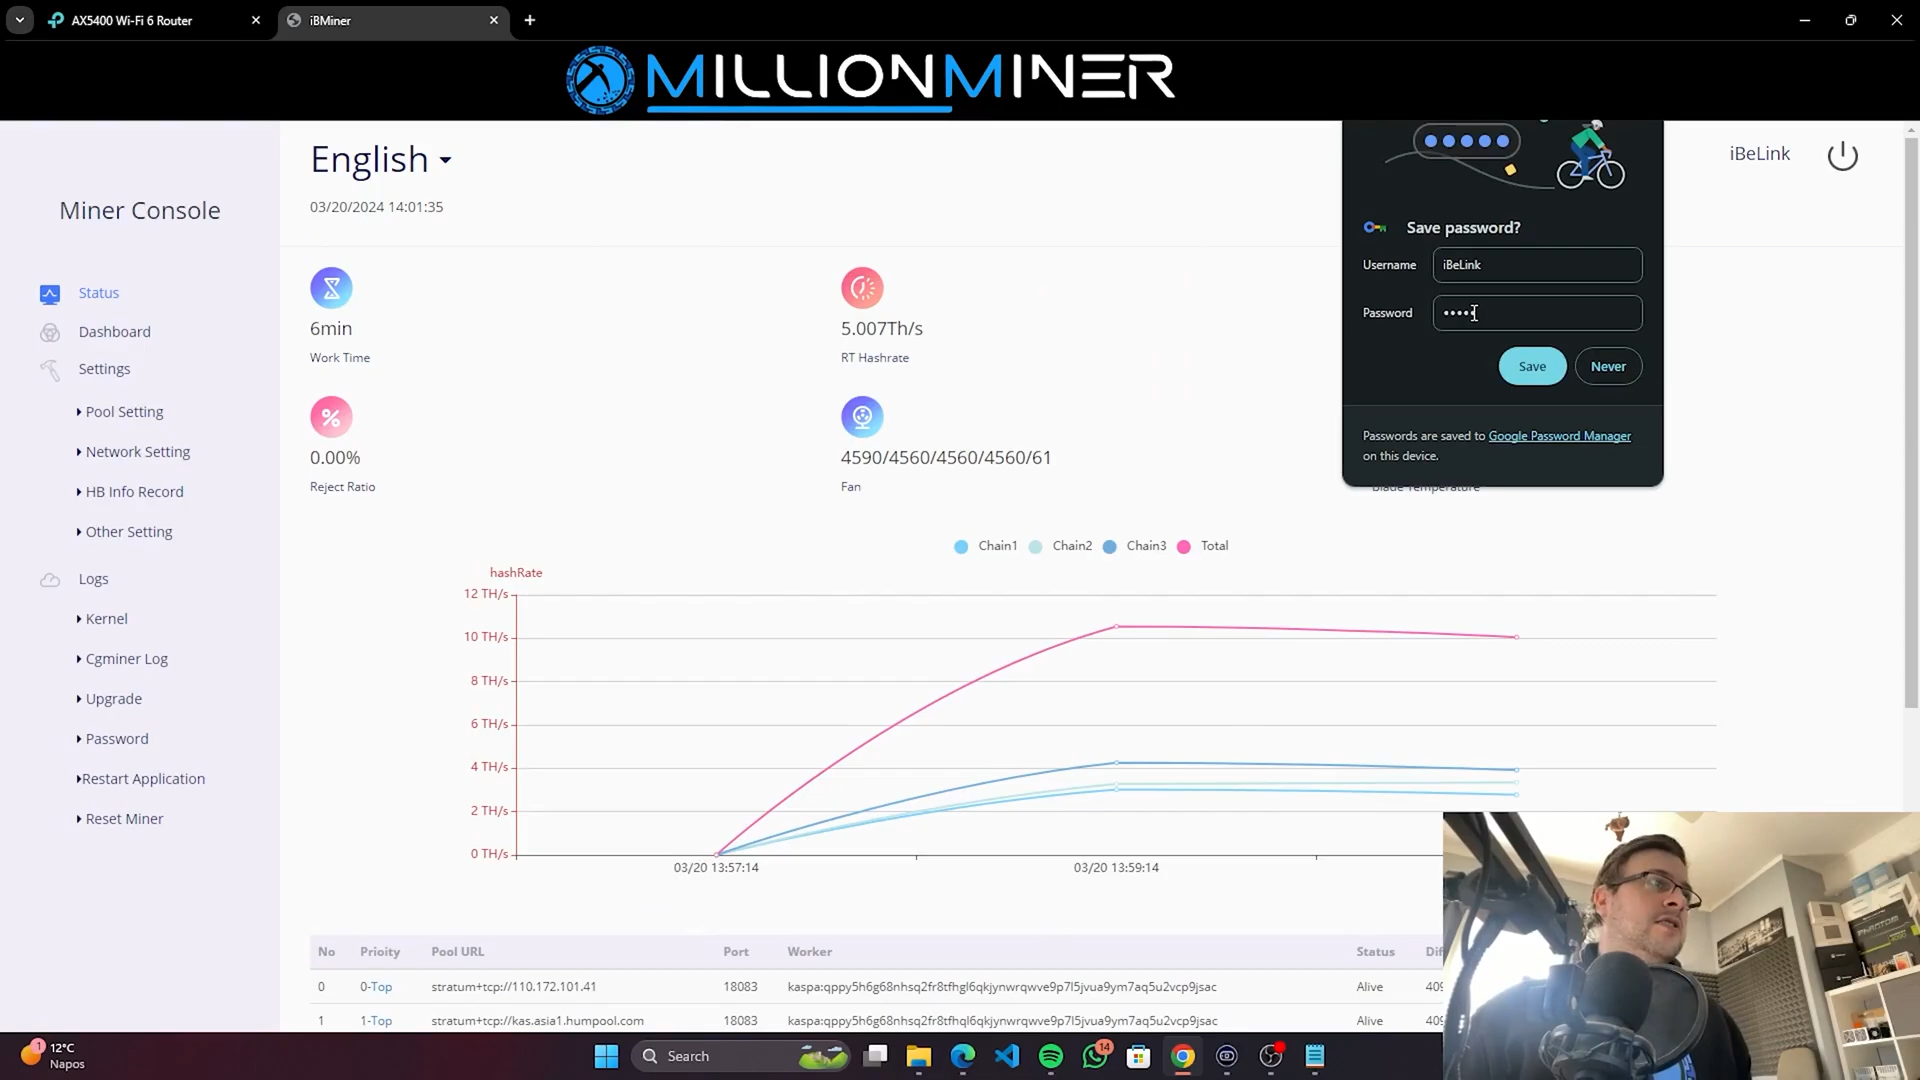 AX5400 Wi-Fi 6 Router
iBMiner
MILLIONMINER
English
03/20/2024 14:01:35
iBeLink
Miner Console
Status
Dashboard
Settings
Pool Setting
Network Setting
HB Info Record
Other Setting
Logs
Kernel
Cgminer Log
Upgrade
Password
Restart Application
Reset Miner
6min
Work Time
5.007Th/s
RT Hashrate
0.00%
Reject Ratio
4590/4560/4560/4560/61
Fan
Blade Temperature
Save password?
Username iBeLink
Password •••••
Save Never
Passwords are saved to Google Password Manager
on this device.
Chain1 Chain2 Chain3 Total
hashRate
12 TH/s
10 TH/s
8 TH/s
6 TH/s
4 TH/s
2 TH/s
0 TH/s
03/20 13:57:14 03/20 13:59:14
No Prioity Pool URL Port Worker Status
0 0-Top stratum+tcp://110.172.101.41 18083 kaspa:qppy5h6g68nhsq2fr8tfhgl6qkjynwrqwve9p7l5jvua9ym7aq5u2vcp9jsac Alive
1 1-Top stratum+tcp://kas.asia1.humpool.com 18083 kaspa:qppy5h6g68nhsq2fr8tfhql6qkjynwrqwve9p7l5jvua9ym7aq5u2vcp9jsac Alive
1 12°C
Napos
Search
14